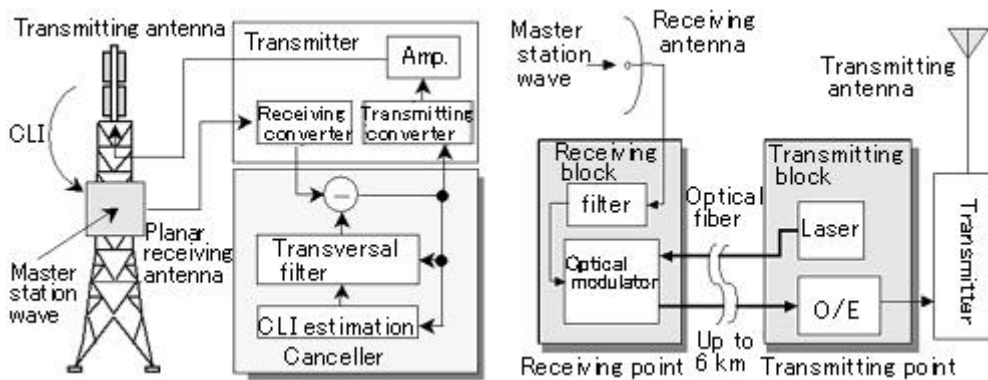 Transmitting antenna
CLI
Master
station
wave
Planar
receiving
antenna
Transmitter
Amp.
Receiving
converter
Transmitting
converter
−
Transversal
filter
CLI estimation
Canceller
Master
station
wave
Receiving
antenna
Transmitting
antenna
Receiving
block
filter
Optical
modulator
Optical
fiber
Up to
6 km
Transmitting
block
Laser
O/E
Transmitter
Receiving point
Transmitting point